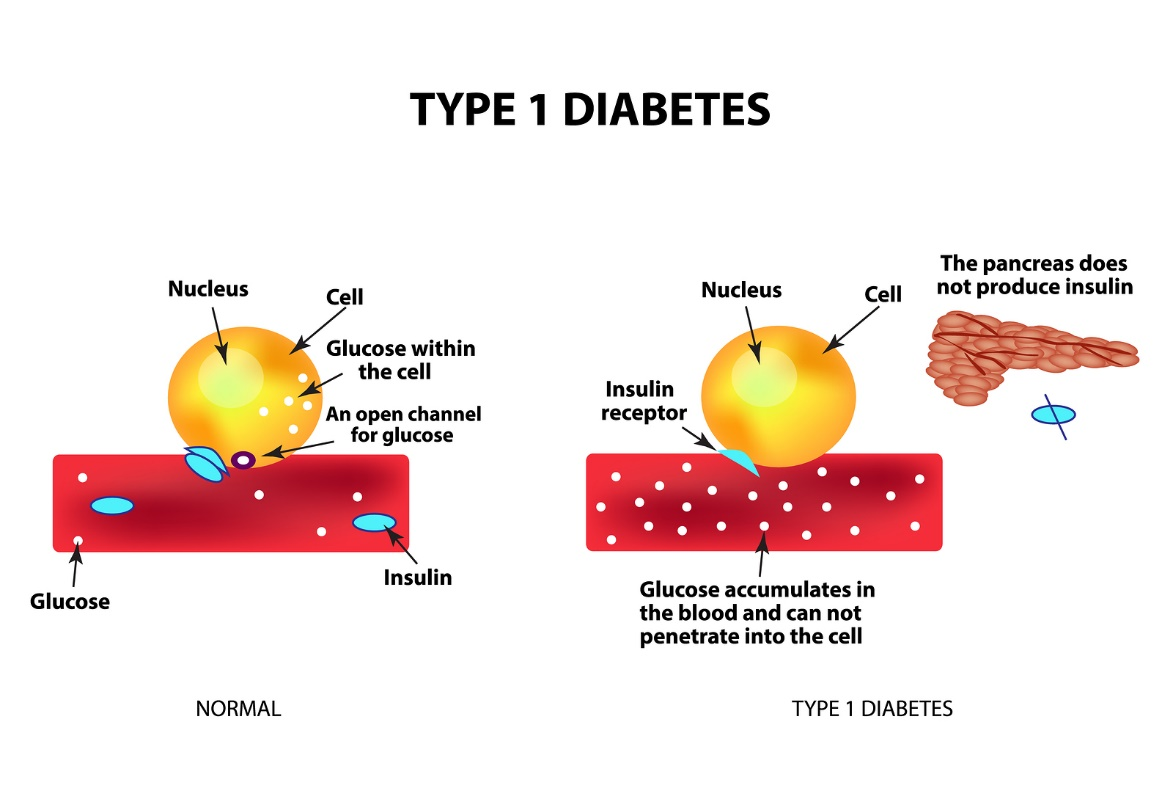 TYPE 1 DIABETES
Nucleus
Cell
Glucose within
the cell
An open channel
for glucose
Glucose
Insulin
NORMAL
Nucleus
Cell
The pancreas does
not produce insulin
Insulin
receptor
Glucose accumulates in
the blood and can not
penetrate into the cell
TYPE 1 DIABETES